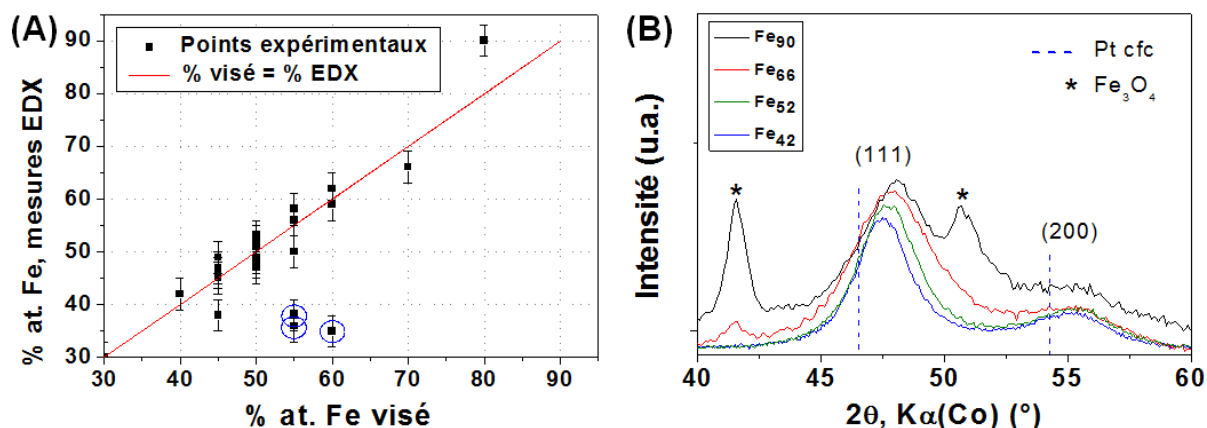 (A)
% at. Fe, mesures EDX
90
80
70
60
50
40
30
Points expérimentaux
% visé = % EDX
30 40 50 60 70 80 90
% at. Fe visé
(B)
Intensité (u.a.)
Fe90
Fe66
Fe52
Fe42
Pt cfc
* Fe3O4
(111)
*
*
(200)
40 45 50 55 60
2θ, Kα(Co) (°)